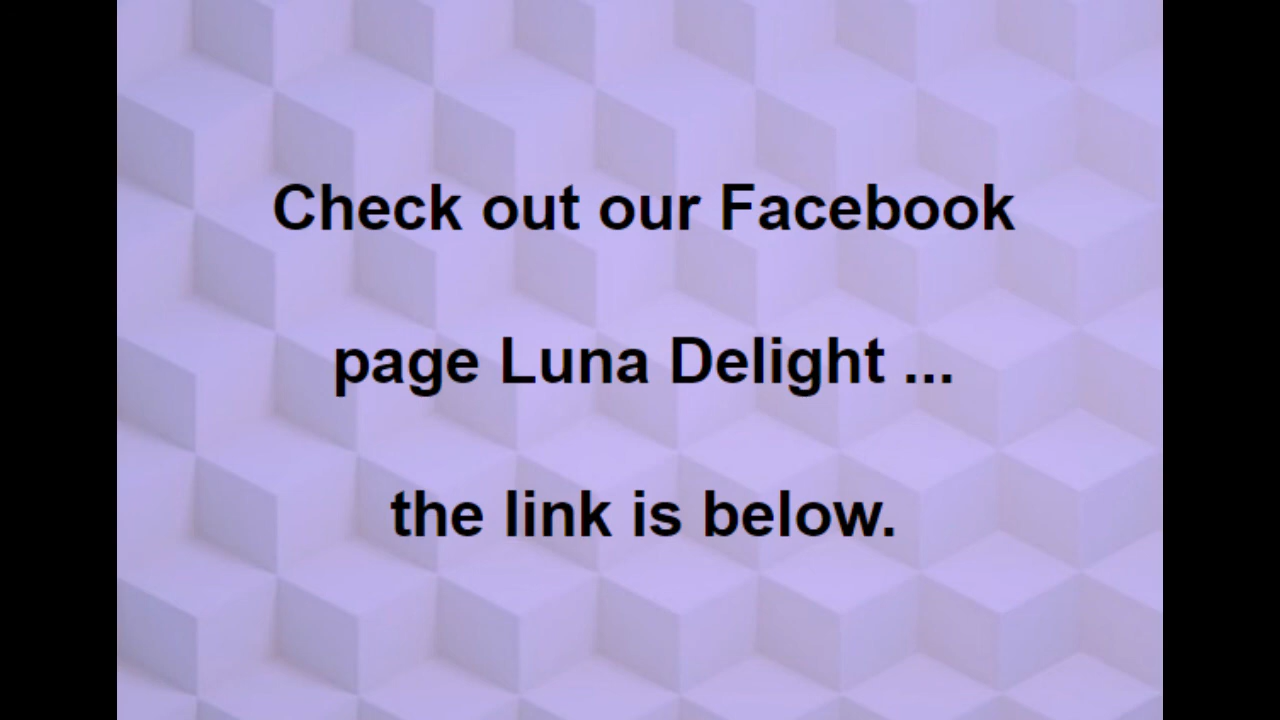 Check out our Facebook
page Luna Delight ...
the link is below.